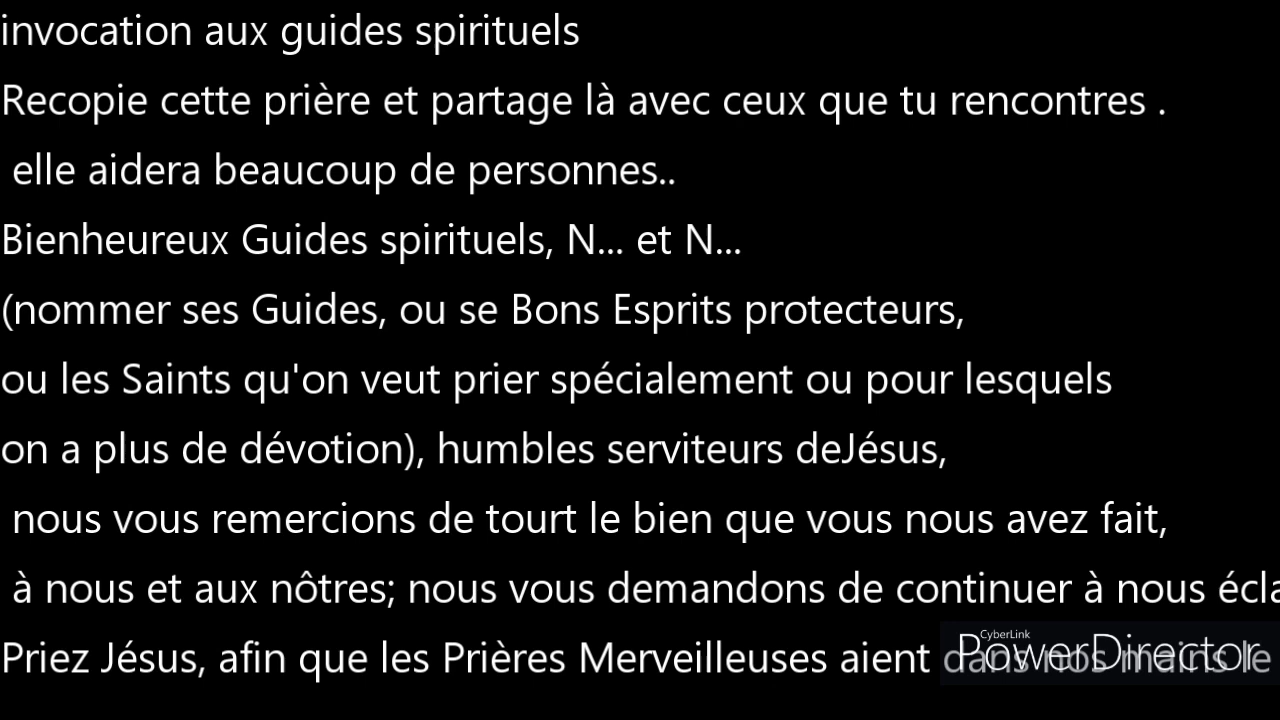 invocation aux guides spirituels
Recopie cette prière et partage là avec ceux que tu rencontres .
elle aidera beaucoup de personnes..
Bienheureux Guides spirituels, N... et N...
(nommer ses Guides, ou se Bons Esprits protecteurs,
ou les Saints qu'on veut prier spécialement ou pour lesquels
on a plus de dévotion), humbles serviteurs deJésus,
nous vous remercions de tourt le bien que vous nous avez fait,
à nous et aux nôtres; nous vous demandons de continuer à nous écla
Priez Jésus, afin que les Prières Merveilleuses aient dans nos mains le
CyberLink
PowerDirector